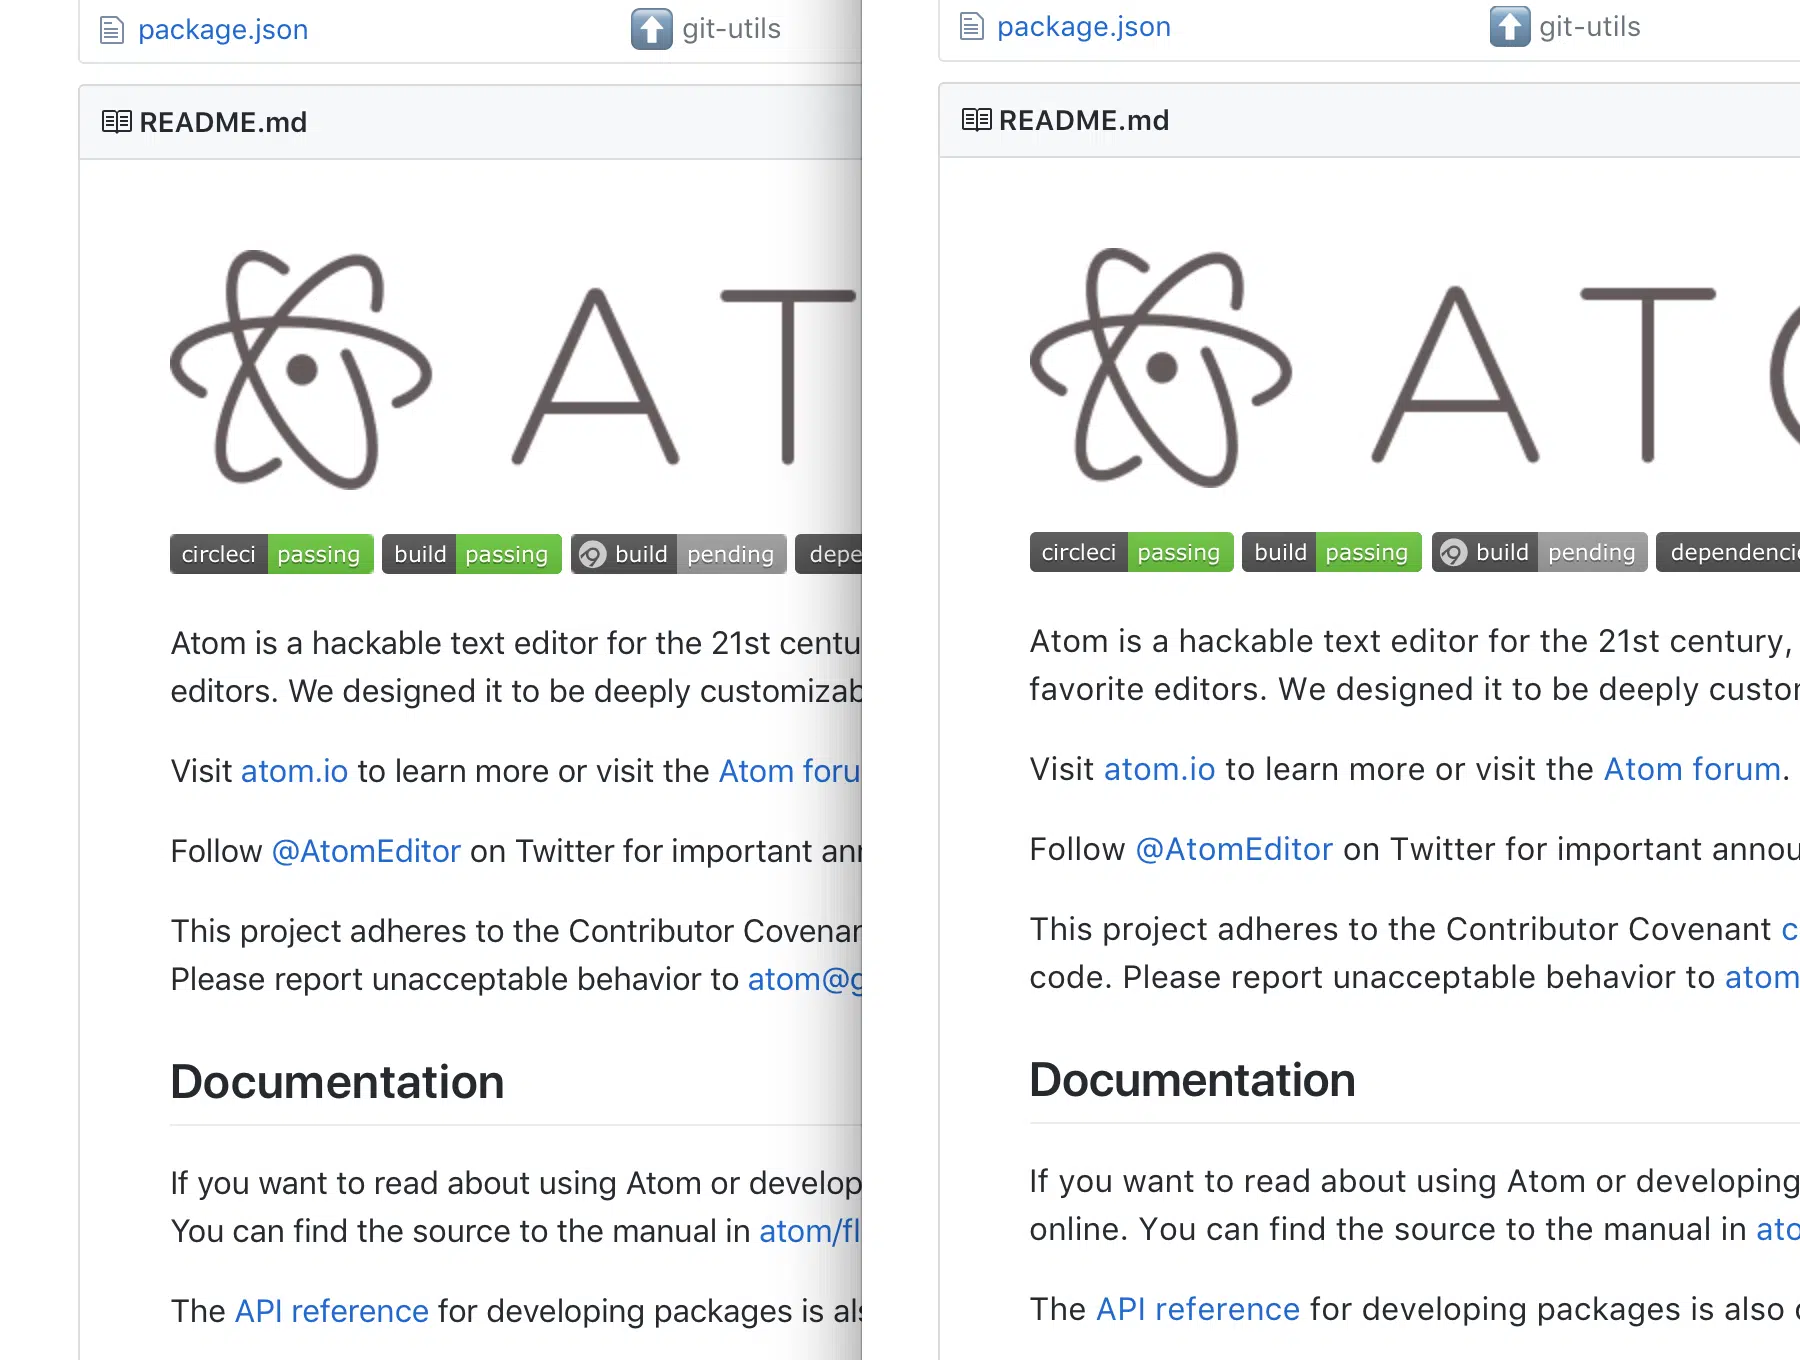 package.json git-utils
README.md
AT
circleci passing build passing build pending depe
Atom is a hackable text editor for the 21st centu
editors. We designed it to be deeply customizab
Visit atom.io to learn more or visit the Atom foru
Follow @AtomEditor on Twitter for important ann
This project adheres to the Contributor Covenan
Please report unacceptable behavior to atom@g
Documentation
If you want to read about using Atom or develop
You can find the source to the manual in atom/fl
The API reference for developing packages is als
package.json git-utils
README.md
ATO
circleci passing build passing build pending dependencie
Atom is a hackable text editor for the 21st century,
favorite editors. We designed it to be deeply custom
Visit atom.io to learn more or visit the Atom forum.
Follow @AtomEditor on Twitter for important annou
This project adheres to the Contributor Covenant c
code. Please report unacceptable behavior to atom
Documentation
If you want to read about using Atom or developing
online. You can find the source to the manual in ato
The API reference for developing packages is also